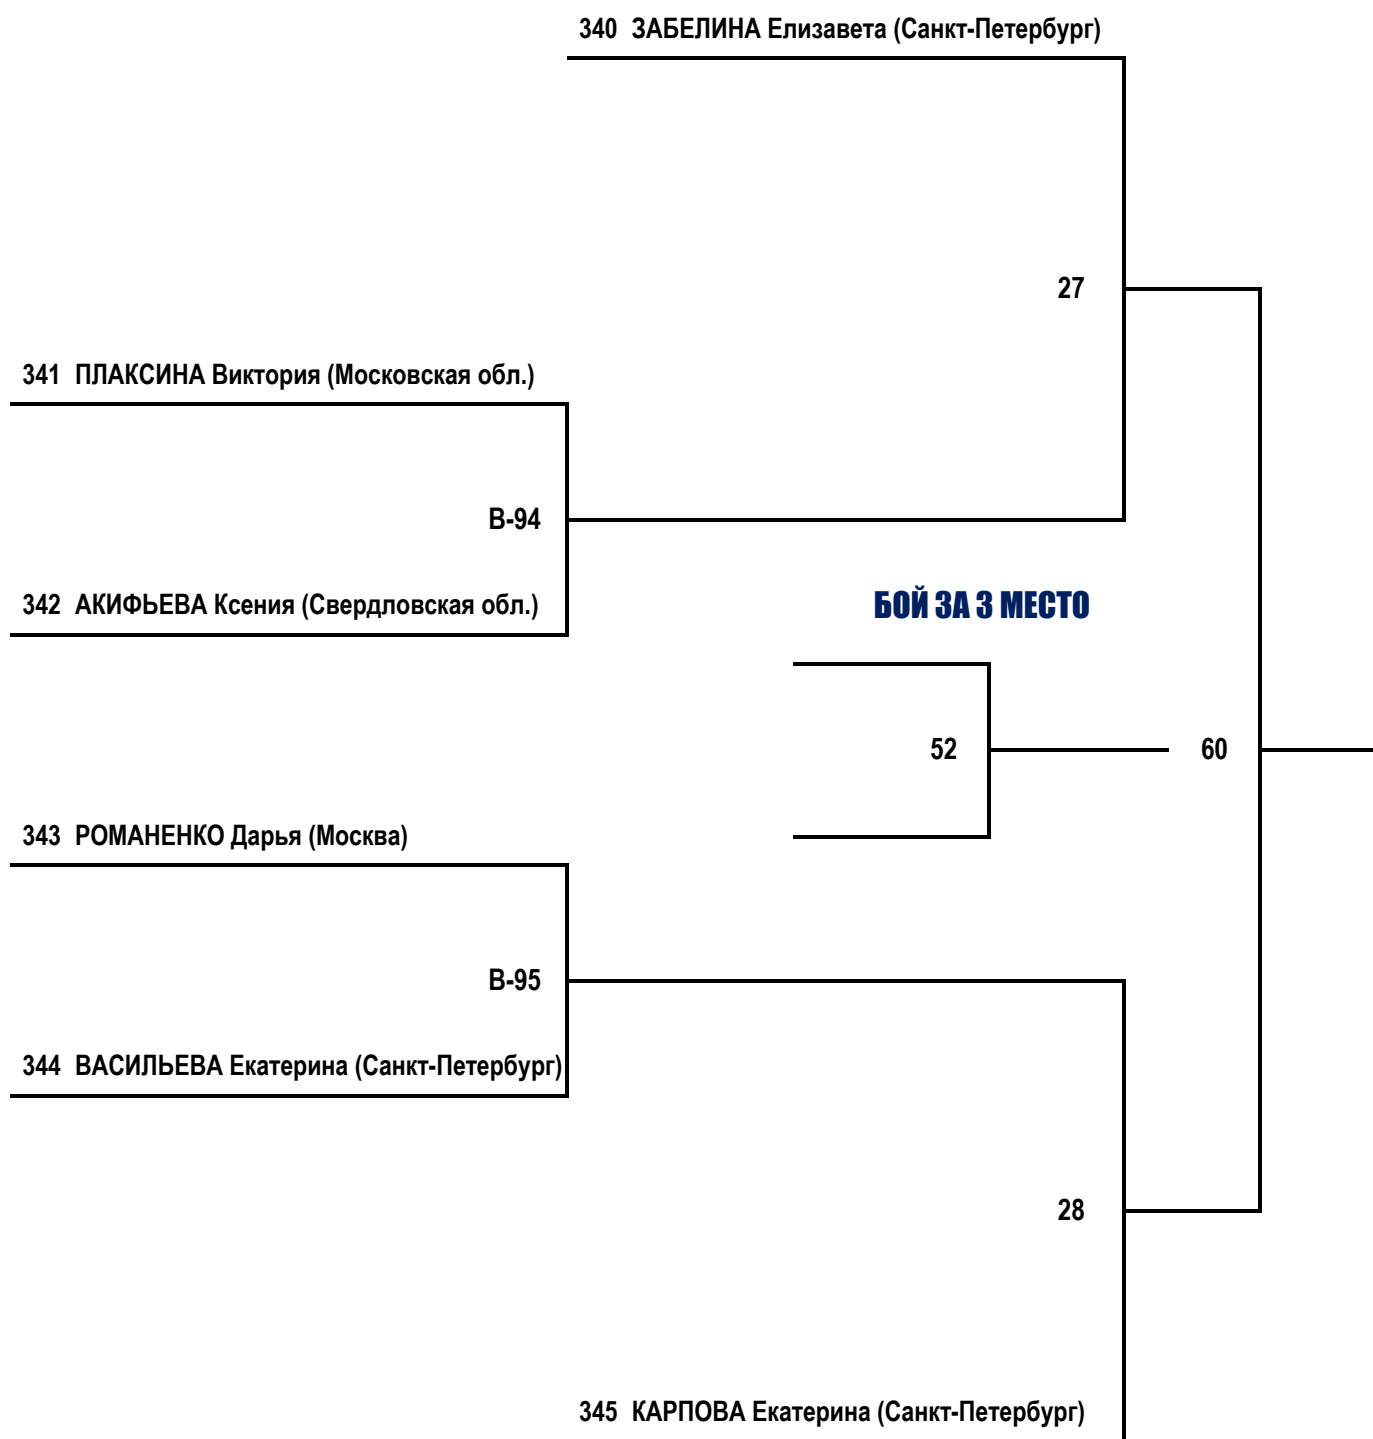 340 ЗАБЕЛИНА Елизавета (Санкт-Петербург)
27
341 ПЛАКСИНА Виктория (Московская обл.)
B-94
342 АКИФЬЕВА Ксения (Свердловская обл.)
БОЙ ЗА 3 МЕСТО
52
60
343 РОМАНЕНКО Дарья (Москва)
B-95
344 ВАСИЛЬЕВА Екатерина (Санкт-Петербург)
28
345 КАРПОВА Екатерина (Санкт-Петербург)